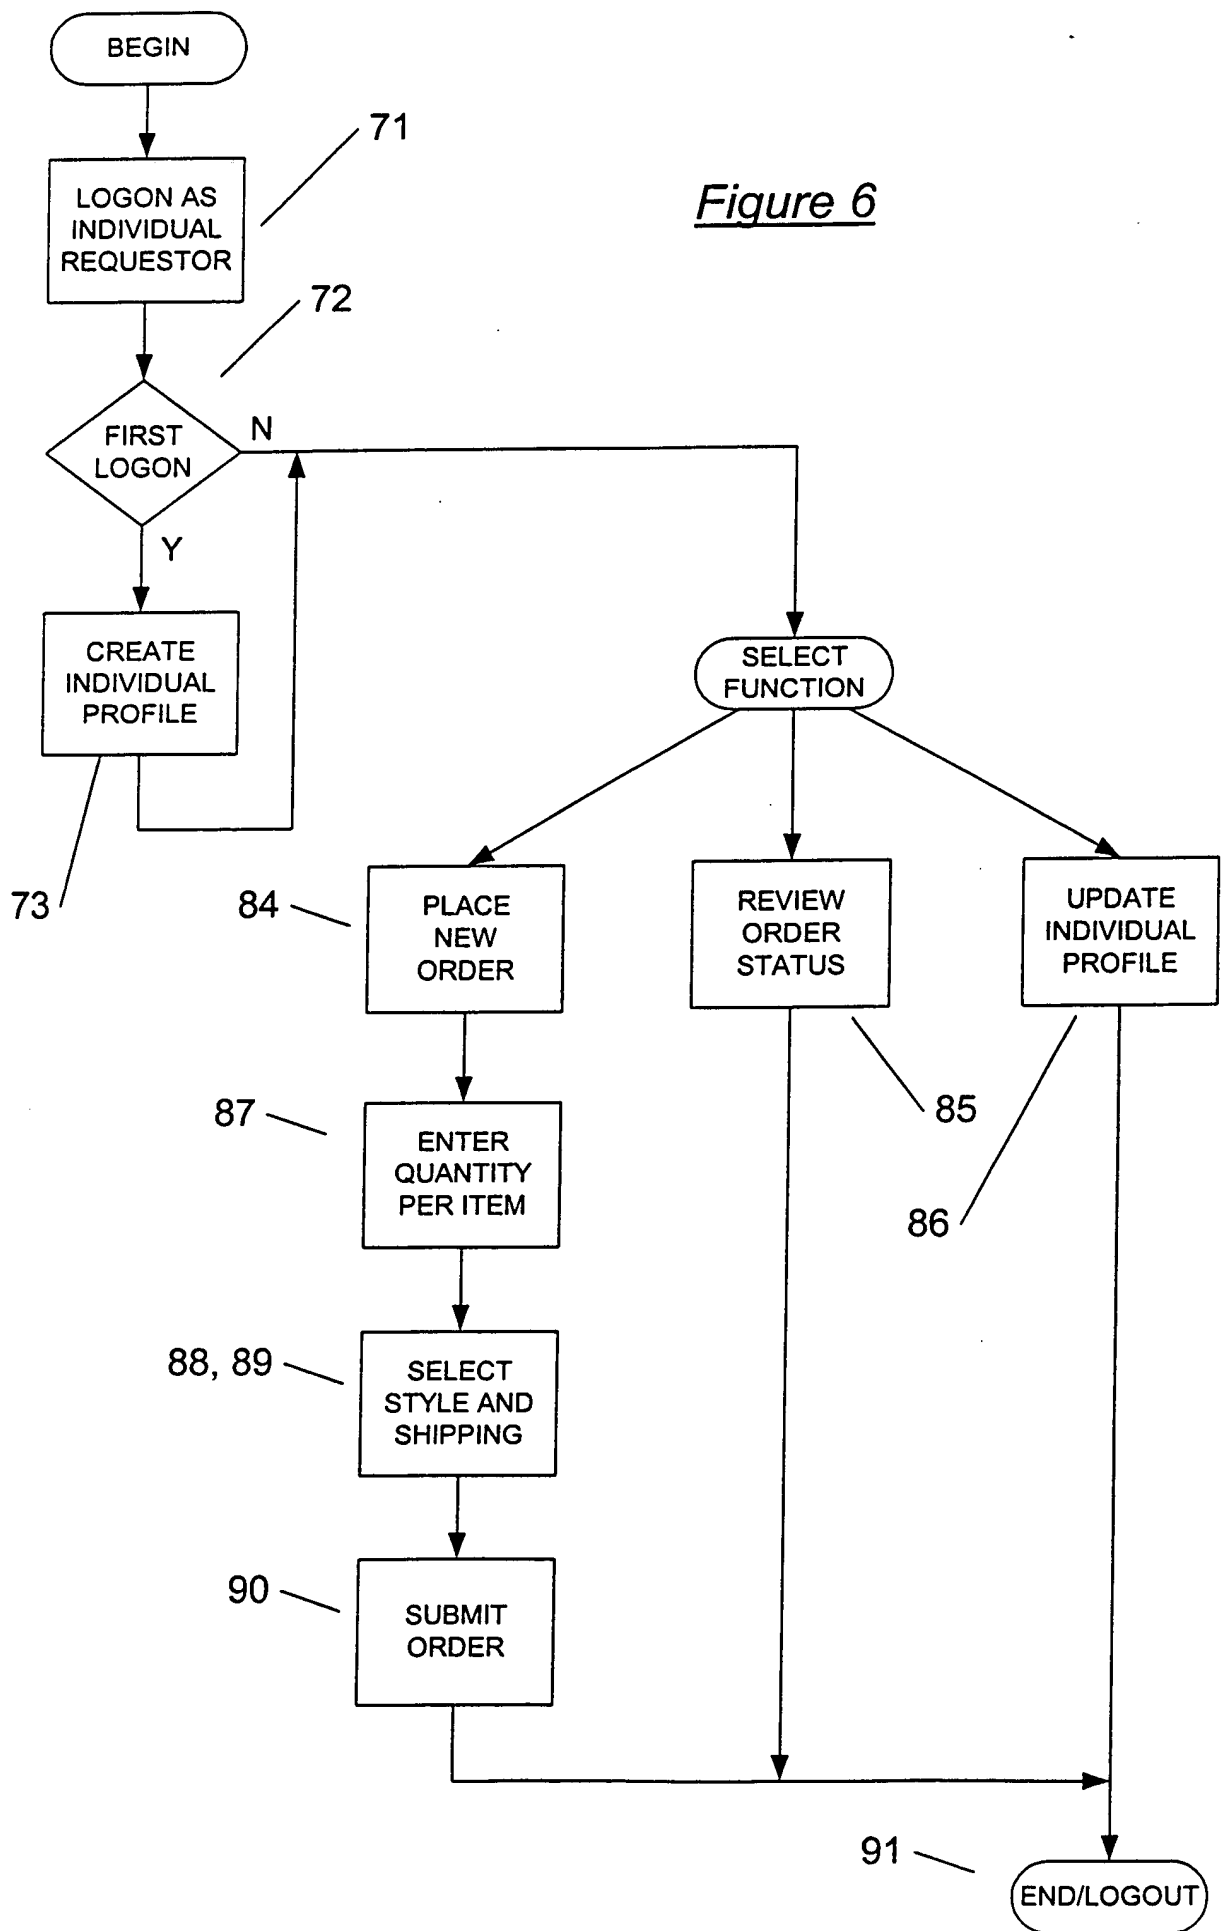 BEGIN
71
LOGON AS
INDIVIDUAL
REQUESTOR
Figure 6
72
FIRST
LOGON
N
Y
CREATE
INDIVIDUAL
PROFILE
73
SELECT
FUNCTION
84
PLACE
NEW
ORDER
REVIEW
ORDER
STATUS
UPDATE
INDIVIDUAL
PROFILE
85
86
87
ENTER
QUANTITY
PER ITEM
88, 89
SELECT
STYLE AND
SHIPPING
90
SUBMIT
ORDER
91
END/LOGOUT